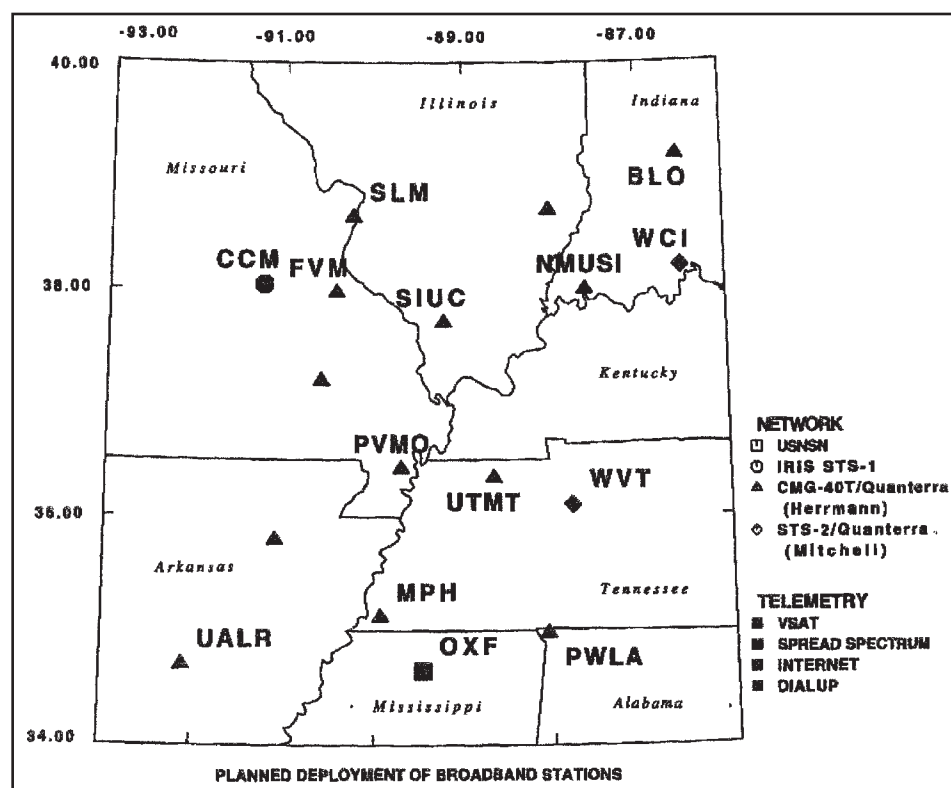 -93.00 -91.00 -89.00 -87.00
40.00
Illinois
Indiana
Missouri
BLO
SLM
WCI
CCM
FVM
NMUSI
38.00
SIUC
Kentucky
NETWORK
USNSN
IRIS STS-1
CMG-40T/Quanterra
(Herrmann)
STS-2/Quanterra
(Mitchell)
PVMO
WVT
UTMT
36.00
Arkansas
MPH
Tennessee
TELEMETRY
VSAT
SPREAD SPECTRUM
INTERNET
DIALUP
UALR
OXF
PWLA
Mississippi
Alabama
34.00
PLANNED DEPLOYMENT OF BROADBAND STATIONS